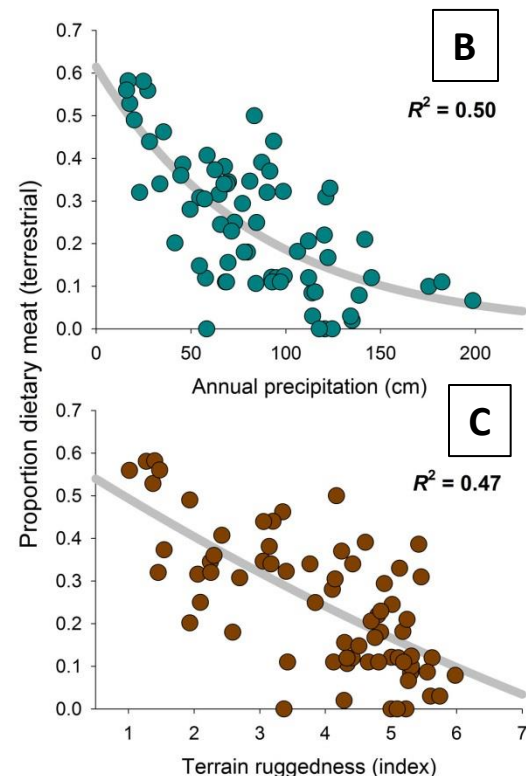 B
R² = 0.50
0.7
0.6
0.5
0.4
0.3
0.2
0.1
0.0
0 50 100 150 200
Annual precipitation (cm)
Proportion dietary meat (terrestrial)
C
R² = 0.47
0.7
0.6
0.5
0.4
0.3
0.2
0.1
0.0
1 2 3 4 5 6 7
Terrain ruggedness (index)